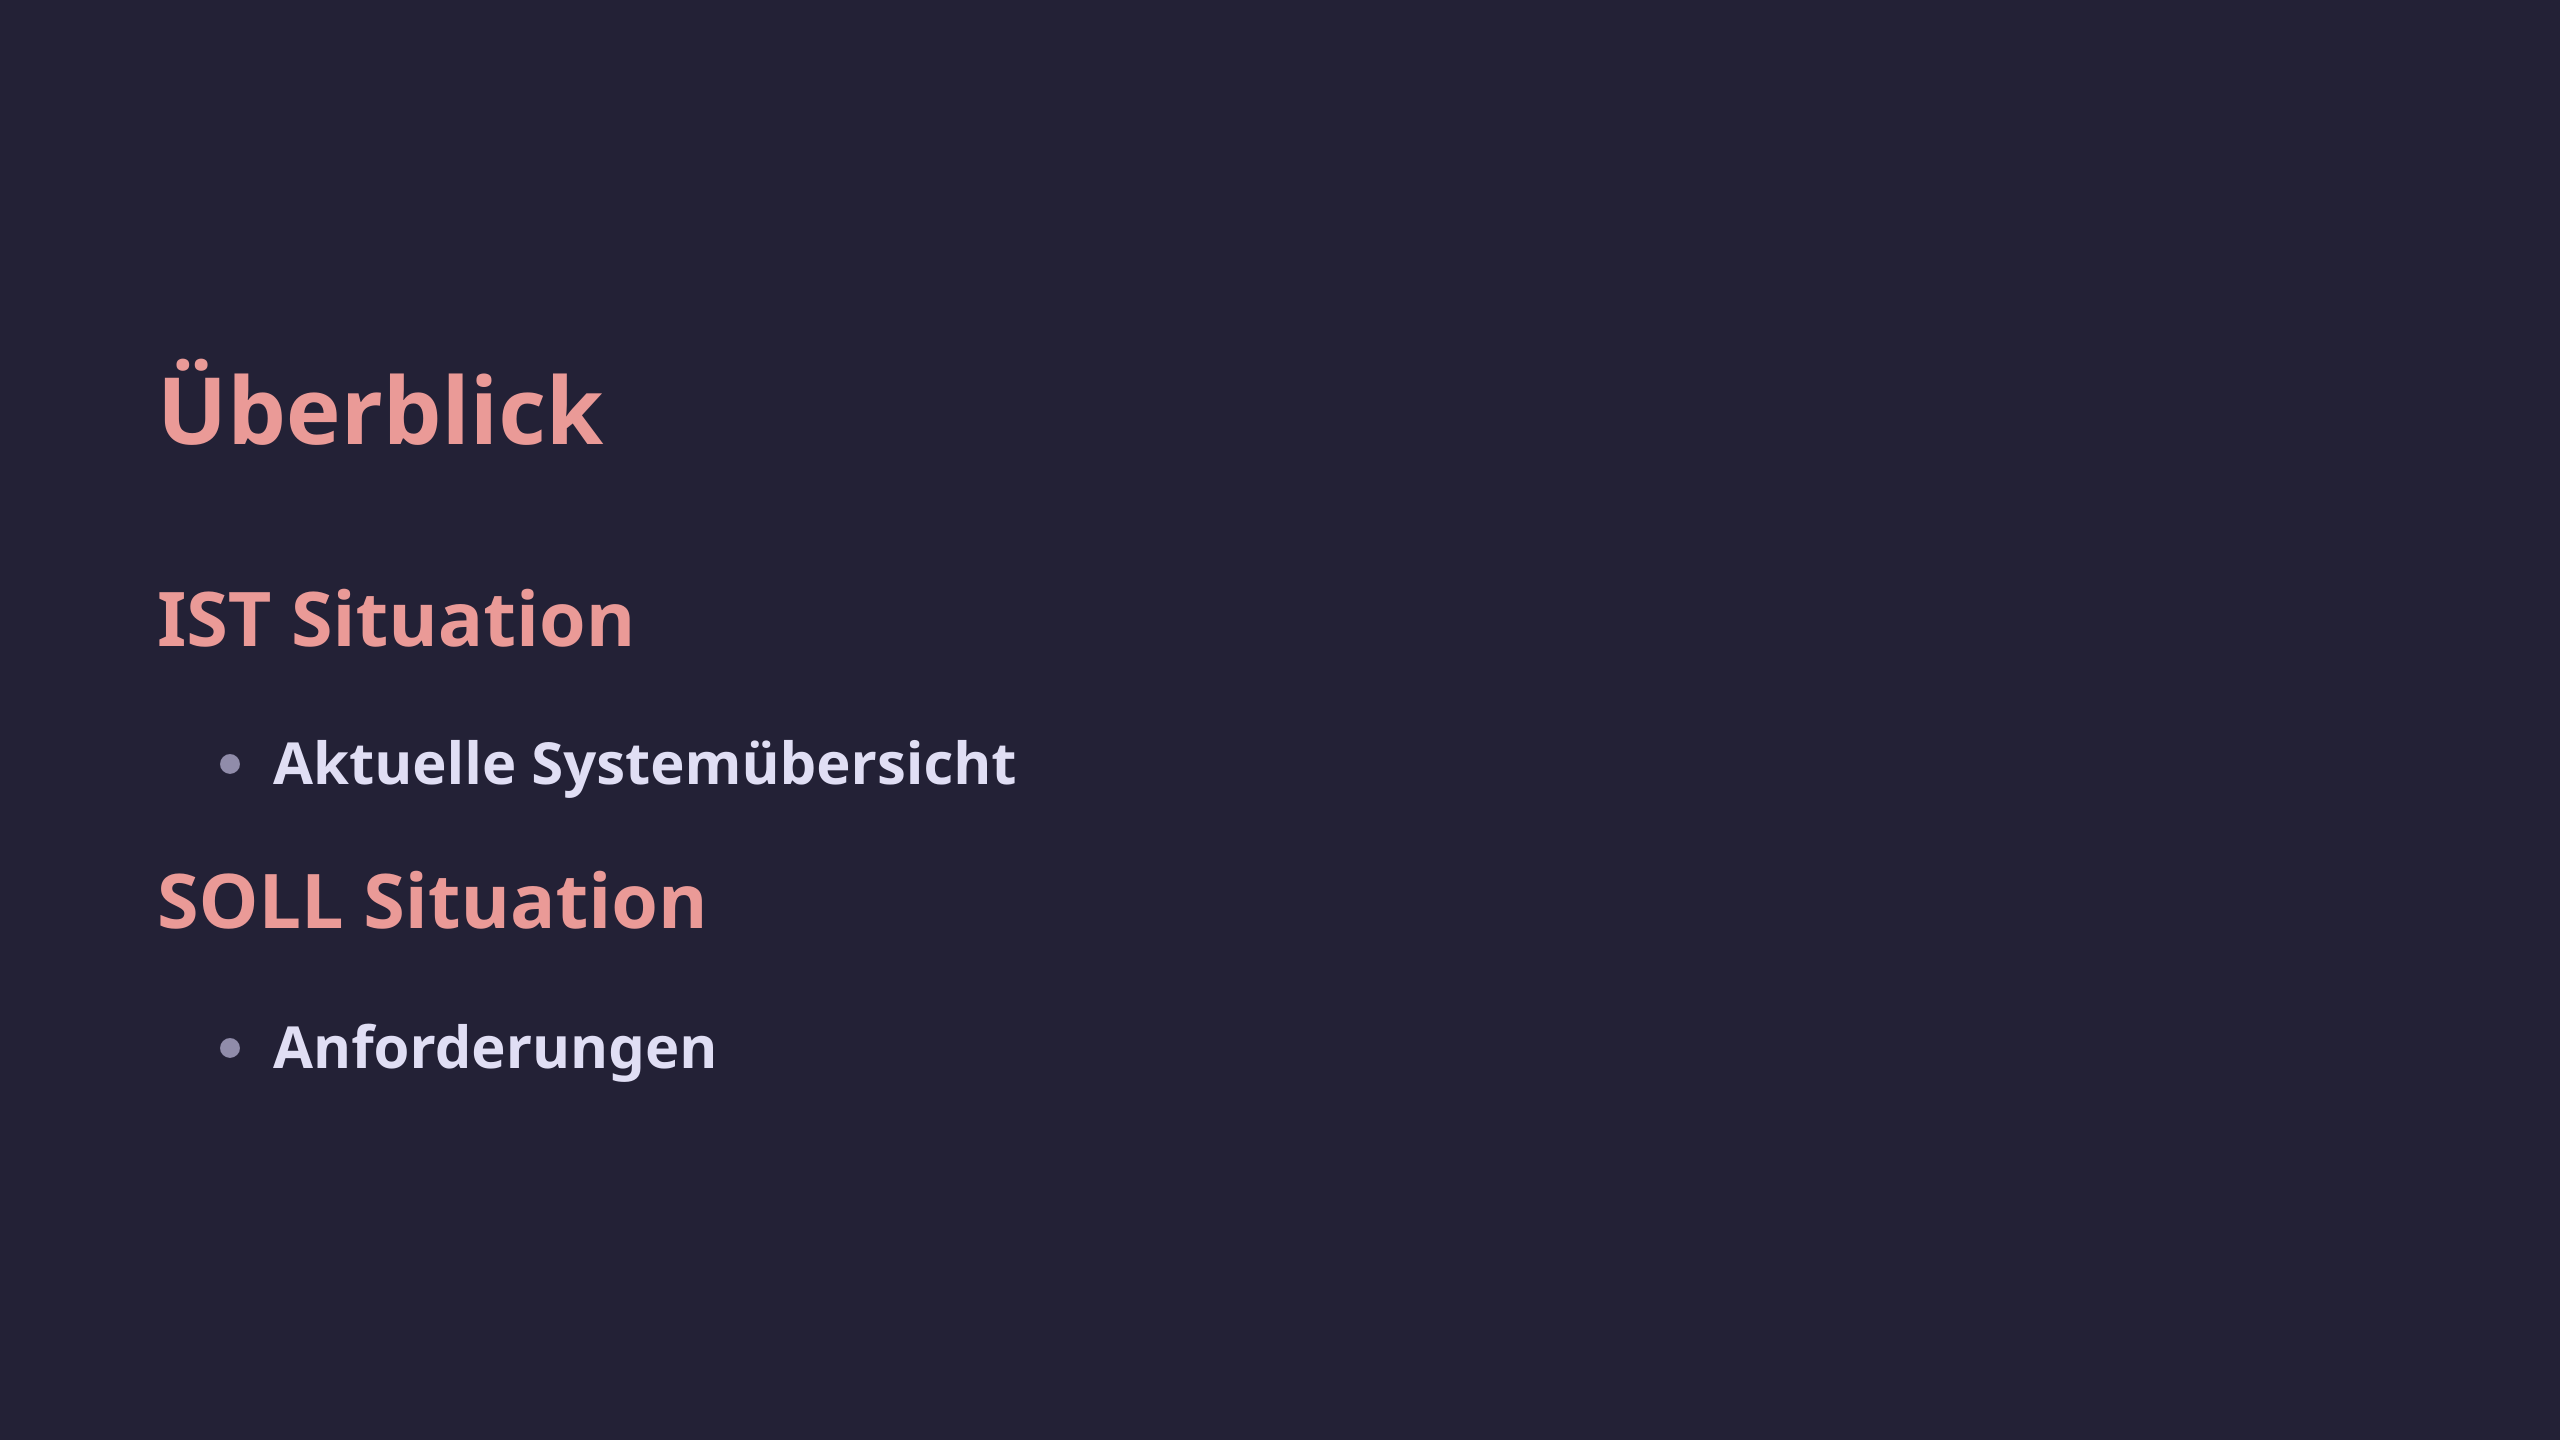 Überblick
IST Situation
Aktuelle Systemübersicht
SOLL Situation
Anforderungen